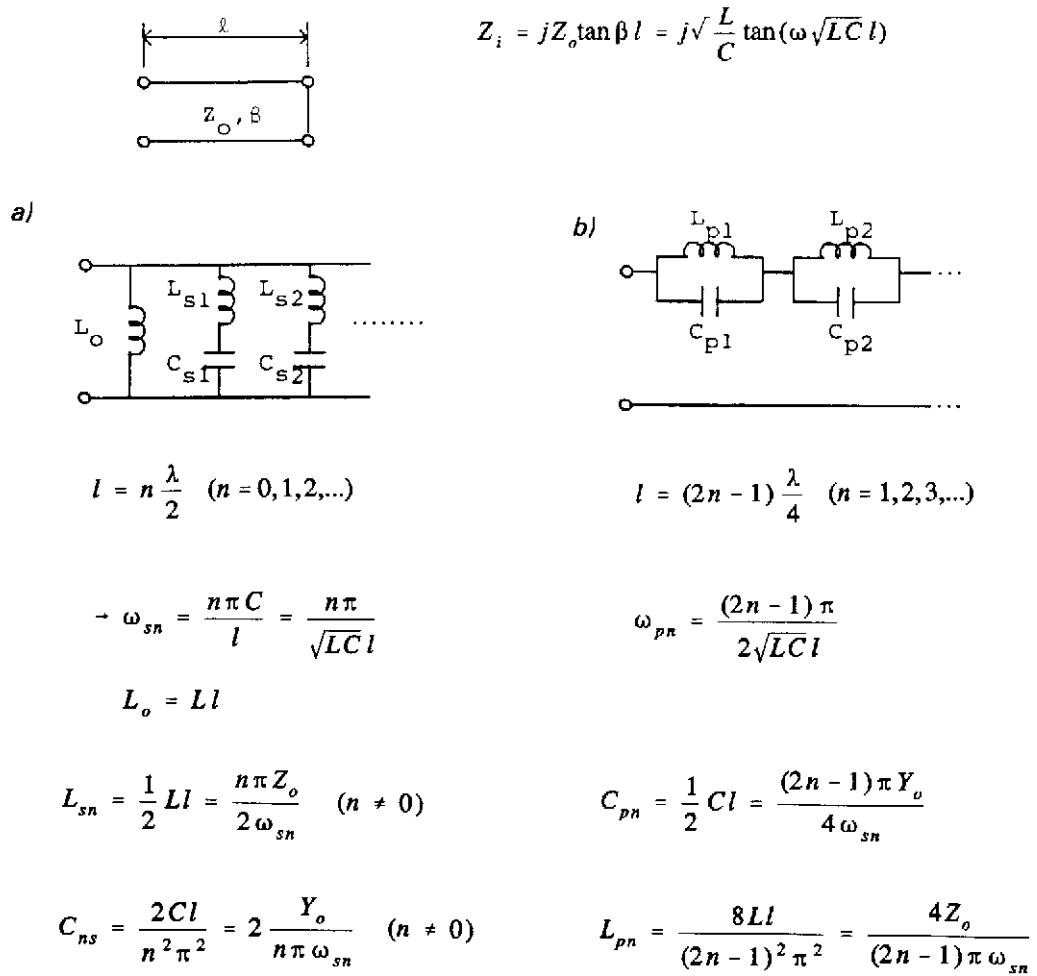 ℓ
Z_i = jZ_o tan β l = j√(L/C) tan(ω√(LC) l)
Z_O, β
a)
b)
L_p1 L_p2
C_p1 C_p2
L_o L_s1 L_s2 ........
C_s1 C_s2
l = n λ/2 (n = 0,1,2,...)
l = (2n − 1) λ/4 (n = 1,2,3,...)
→ ω_sn = nπC/l = nπ/(√(LC) l)
ω_pn = (2n − 1)π/(2√(LC) l)
L_o = Ll
L_sn = 1/2 Ll = nπZ_o/(2ω_sn) (n ≠ 0)
C_pn = 1/2 Cl = (2n − 1)πY_o/(4ω_sn)
C_ns = 2Cl/(n²π²) = 2 Y_o/(nπω_sn) (n ≠ 0)
L_pn = 8Ll/((2n − 1)²π²) = 4Z_o/((2n − 1)πω_sn)